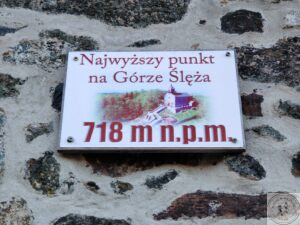 Najwyższy punkt
na Górze Ślęża
718 m n.p.m.